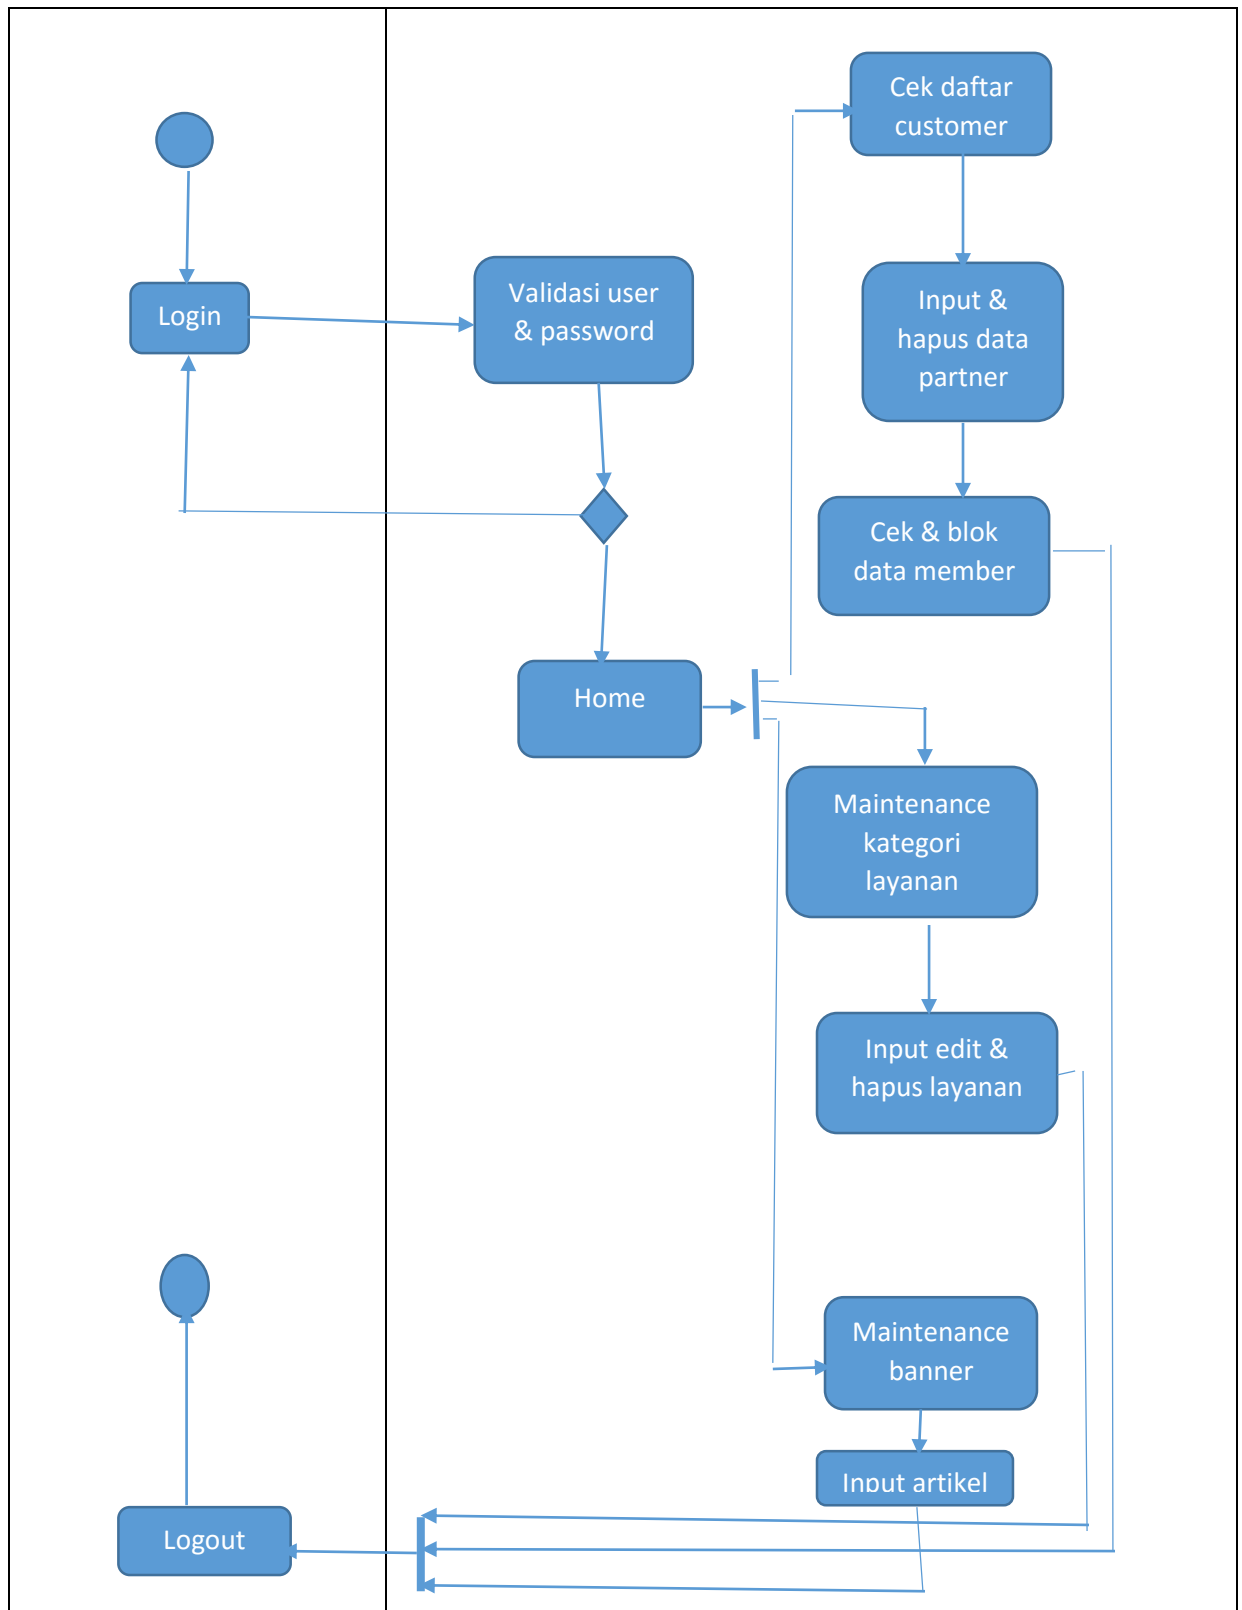 Cek daftar
customer
Login
Validasi user
& password
Input &
hapus data
partner
Cek & blok
data member
Home
Maintenance
kategori
layanan
Input edit &
hapus layanan
Maintenance
banner
Input artikel
Logout